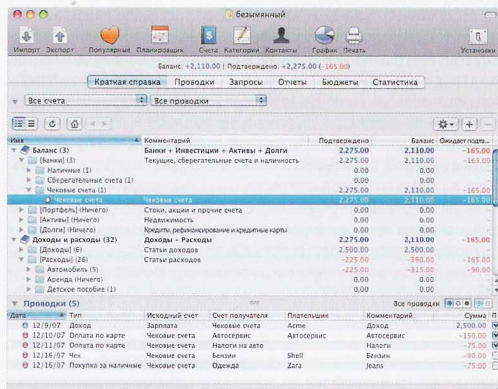 безымянный
Импорт Экспорт Популярные Планировщик Счета Категории Контакты График Печать Установки
Баланс: +2,110.00 | Подтверждено: +2,275.00 (-165.00)
Краткая справка Проводки Запросы Отчеты Бюджеты Статистика
Все счета Все проводки
Имя Комментарий Подтверждено Баланс Ожидает подтв...
Баланс (3) Банки + Инвестиции + Активы + Долги 2,275.00 2,110.00 -165.00
[Банки] (3) Текущие, сберегательные счета и наличность 2,275.00 2,110.00 -165.00
Наличные (1) 0.00 0.00
Сберегательные счета (1) 0.00 0.00
Чековые счета (1) 2,275.00 2,110.00 -165.00
Чековые счета Чековые счета 2,275.00 2,110.00 -165.00
[Портфель] (Ничего) Стоки, акции и прочие счета 0.00 0.00
[Активы] (Ничего) Недвижимость 0.00 0.00
[Долги] (Ничего) Кредиты, рефинансирование и кредитные карты 0.00 0.00
Доходы и расходы (32) Доходы - Расходы 2,275.00 2,110.00 -165.00
[Доходы] (6) Статьи доходов 2,500.00 2,500.00
[Расходы] (26) Статьи расходов -225.00 -390.00 -165.00
Автомобиль (5) -225.00 -315.00 -90.00
Аренда (Ничего) 0.00 0.00
Детское пособие (1) 0.00 0.00
Проводки (5) Все проводки
Дата Тип Исходный счет Счет получателя Плательщик Комментарий Сумма П
12/9/07 Доход Зарплата Чековые счета Acme Доход 2,500.00
12/10/07 Оплата по карте Чековые счета Автосервис Автосервис Автосервис -150.00
12/11/07 Оплата по карте Чековые счета Налоги на авто Налоги -75.00
12/16/07 Чек Чековые счета Бензин Shell Бензин -90.00
12/16/07 Покупка за наличные Чековые счета Одежда Zara Jeans -75.00